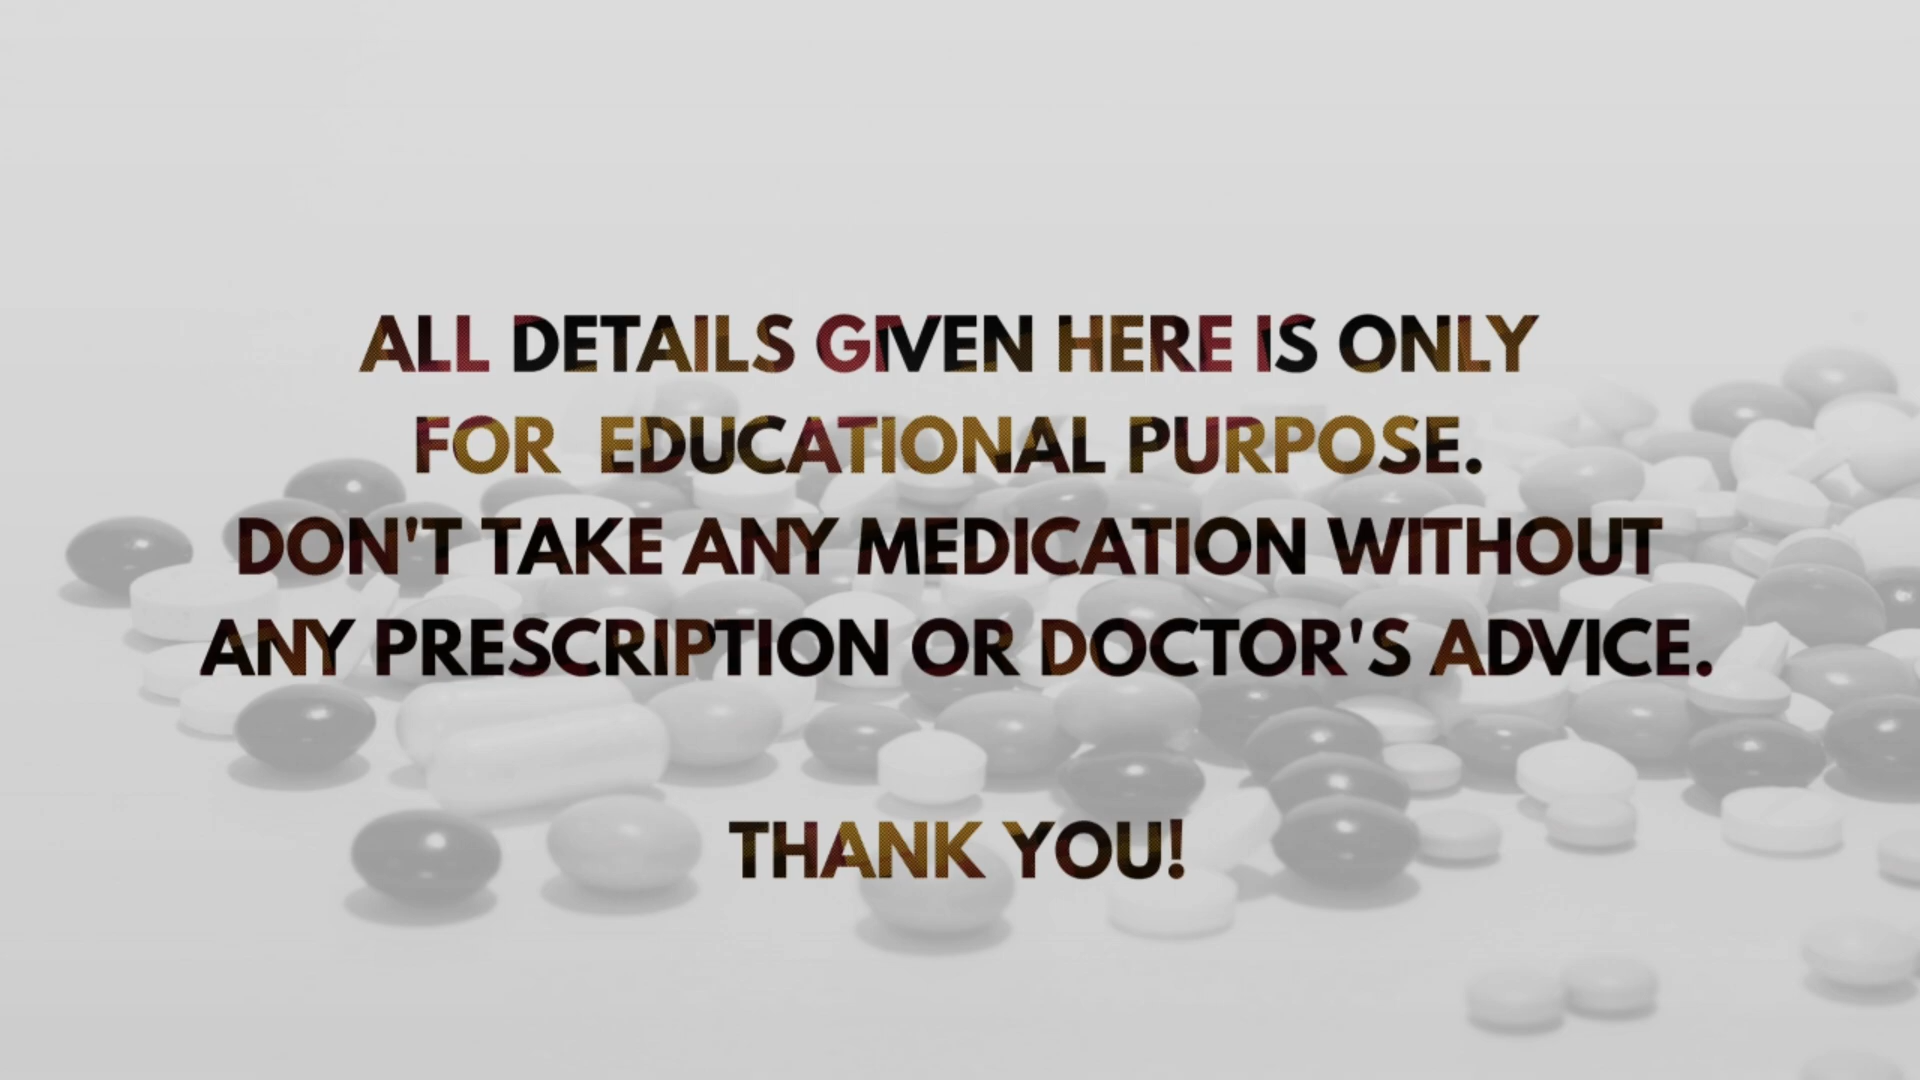 ALL DETAILS GIVEN HERE IS ONLY
FOR EDUCATIONAL PURPOSE.
DON'T TAKE ANY MEDICATION WITHOUT
ANY PRESCRIPTION OR DOCTOR'S ADVICE.
THANK YOU!